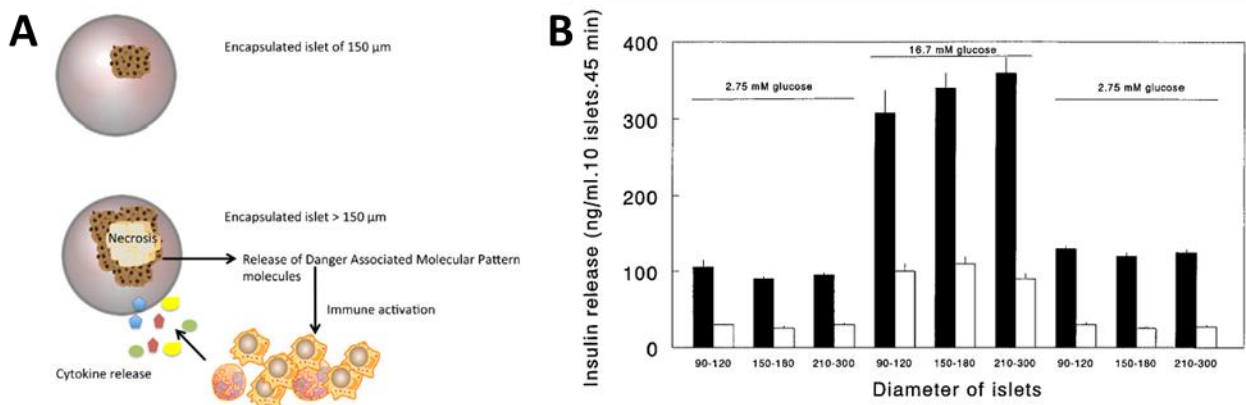 A
Encapsulated islet of 150 µm
Encapsulated islet > 150 µm
Necrosis
Release of Danger Associated Molecular Pattern
molecules
Immune activation
Cytokine release
B
Insulin release (ng/ml.10 islets.45 min)
400
300
200
100
0
2.75 mM glucose
16.7 mM glucose
2.75 mM glucose
90-120 150-180 210-300 90-120 150-180 210-300 90-120 150-180 210-300
Diameter of islets